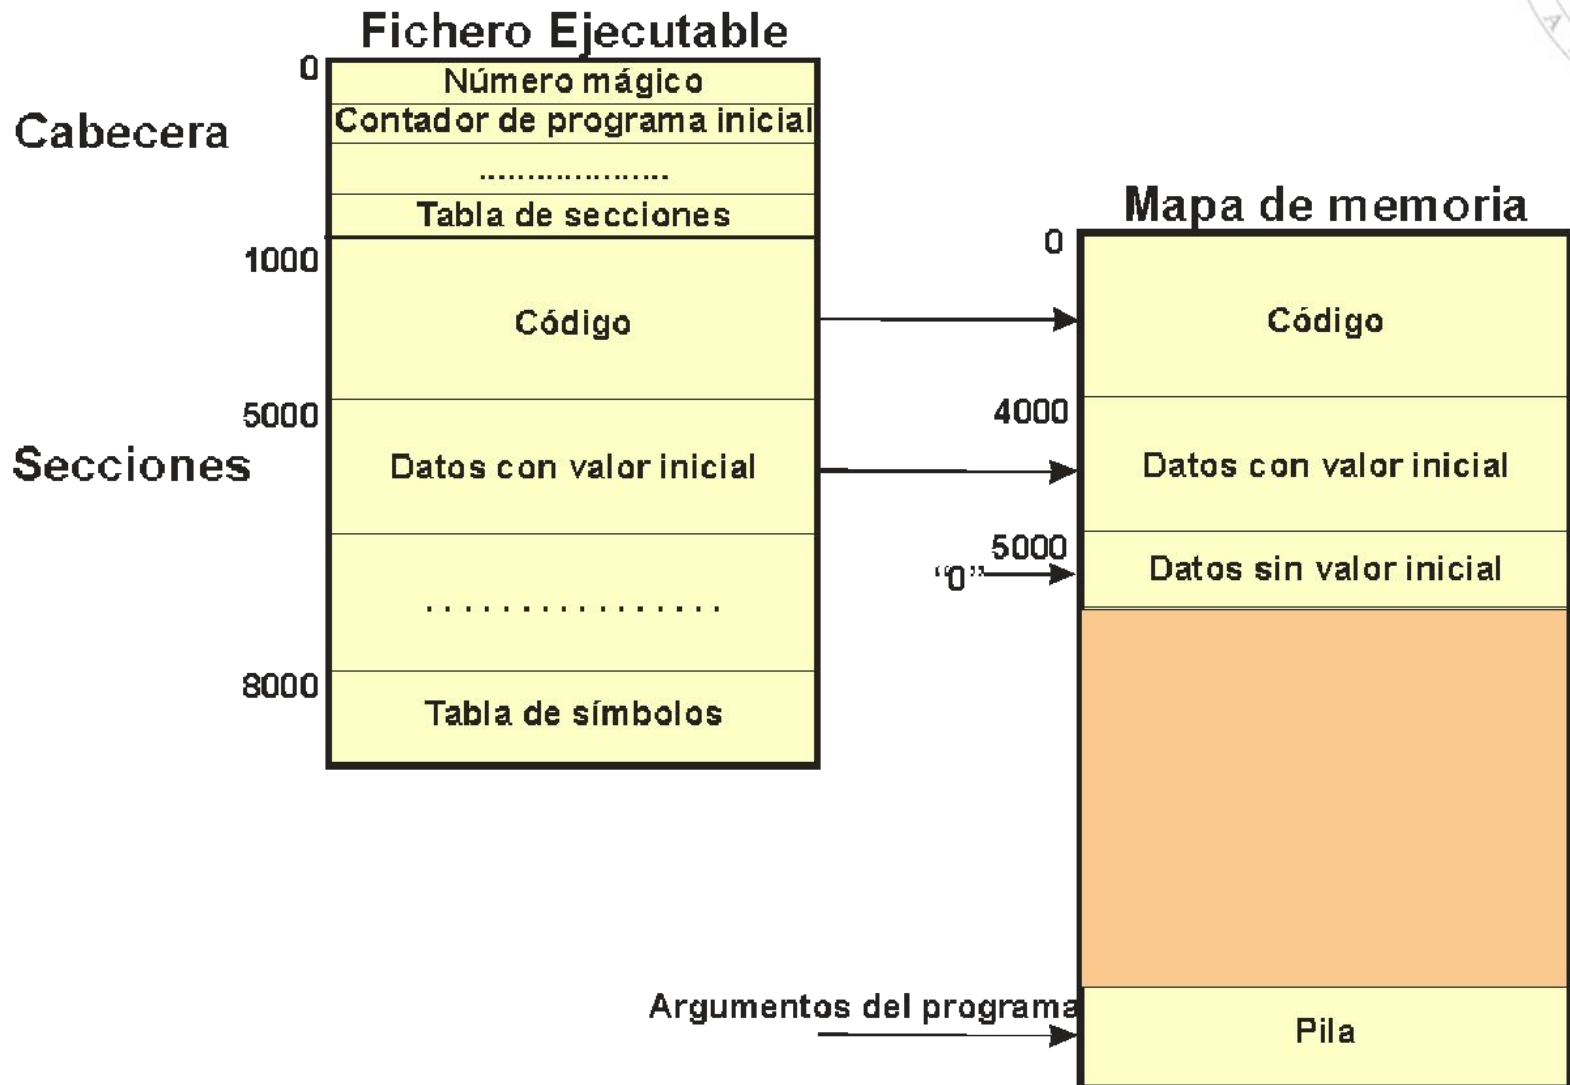 Fichero Ejecutable
0
Número mágico
Cabecera
Contador de programa inicial
...................
Tabla de secciones
1000
Código
5000
Secciones
Datos con valor inicial
................
8000
Tabla de símbolos
Mapa de memoria
0
Código
4000
Datos con valor inicial
5000
“0”
Datos sin valor inicial
Argumentos del programa
Pila